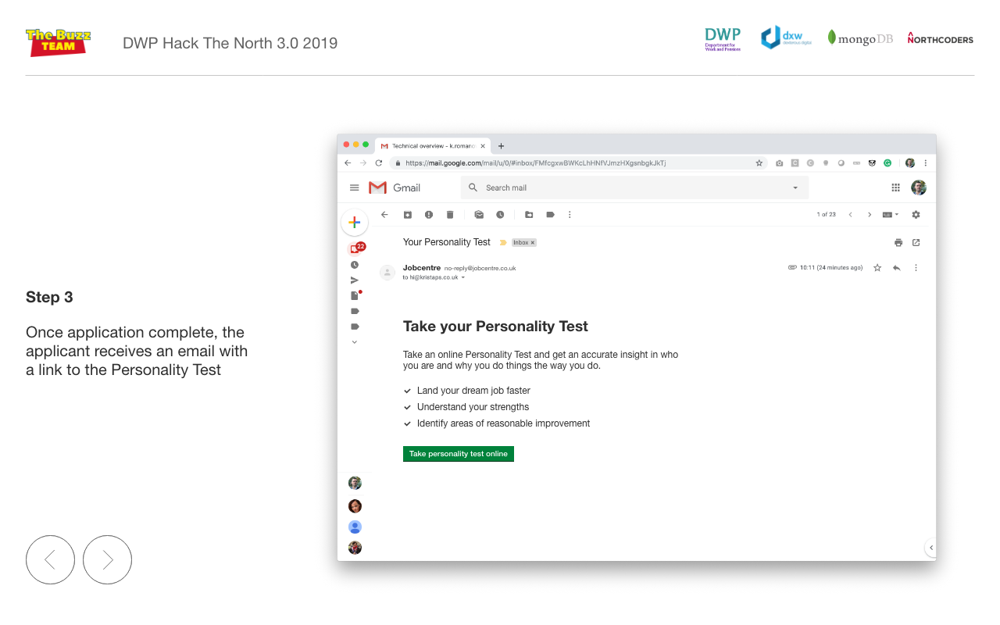 The Buzz
TEAM
DWP Hack The North 3.0 2019
DWP
Department for
Work and Pensions
dxw
dexterous digital
mongoDB
NORTHCODERS
Step 3
Once application complete, the
applicant receives an email with
a link to the Personality Test
Technical overview - k.romano
https://mail.google.com/mail/u/0/#inbox/FMfcgxwBWKcLhHNfVJmzHXgsnbgkJkTj
Gmail
Search mail
1 of 23
22
Your Personality Test
Inbox ×
Jobcentre no-reply@jobcentre.co.uk
10:11 (24 minutes ago)
to hi@kristaps.co.uk
Take your Personality Test
Take an online Personality Test and get an accurate insight in who
you are and why you do things the way you do.
Land your dream job faster
Understand your strengths
Identify areas of reasonable improvement
Take personality test online